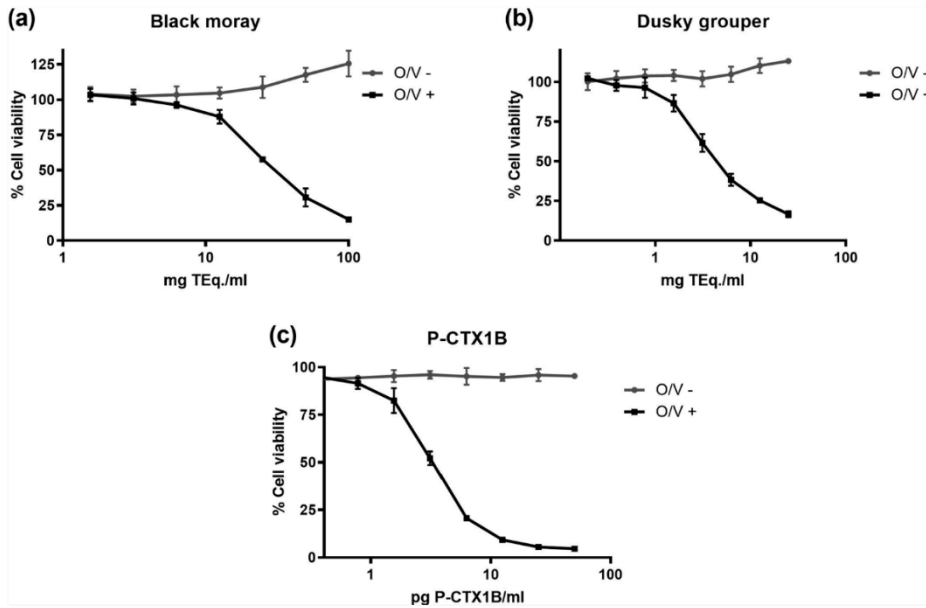 (a)
Black moray
125
100
75
50
25
0
% Cell viability
1
10
100
mg TEq./ml
O/V -
O/V +
(b)
Dusky grouper
100
75
50
25
0
% Cell viability
1
10
100
mg TEq./ml
O/V -
O/V +
(c)
P-CTX1B
100
75
50
25
0
% Cell viability
1
10
100
pg P-CTX1B/ml
O/V -
O/V +